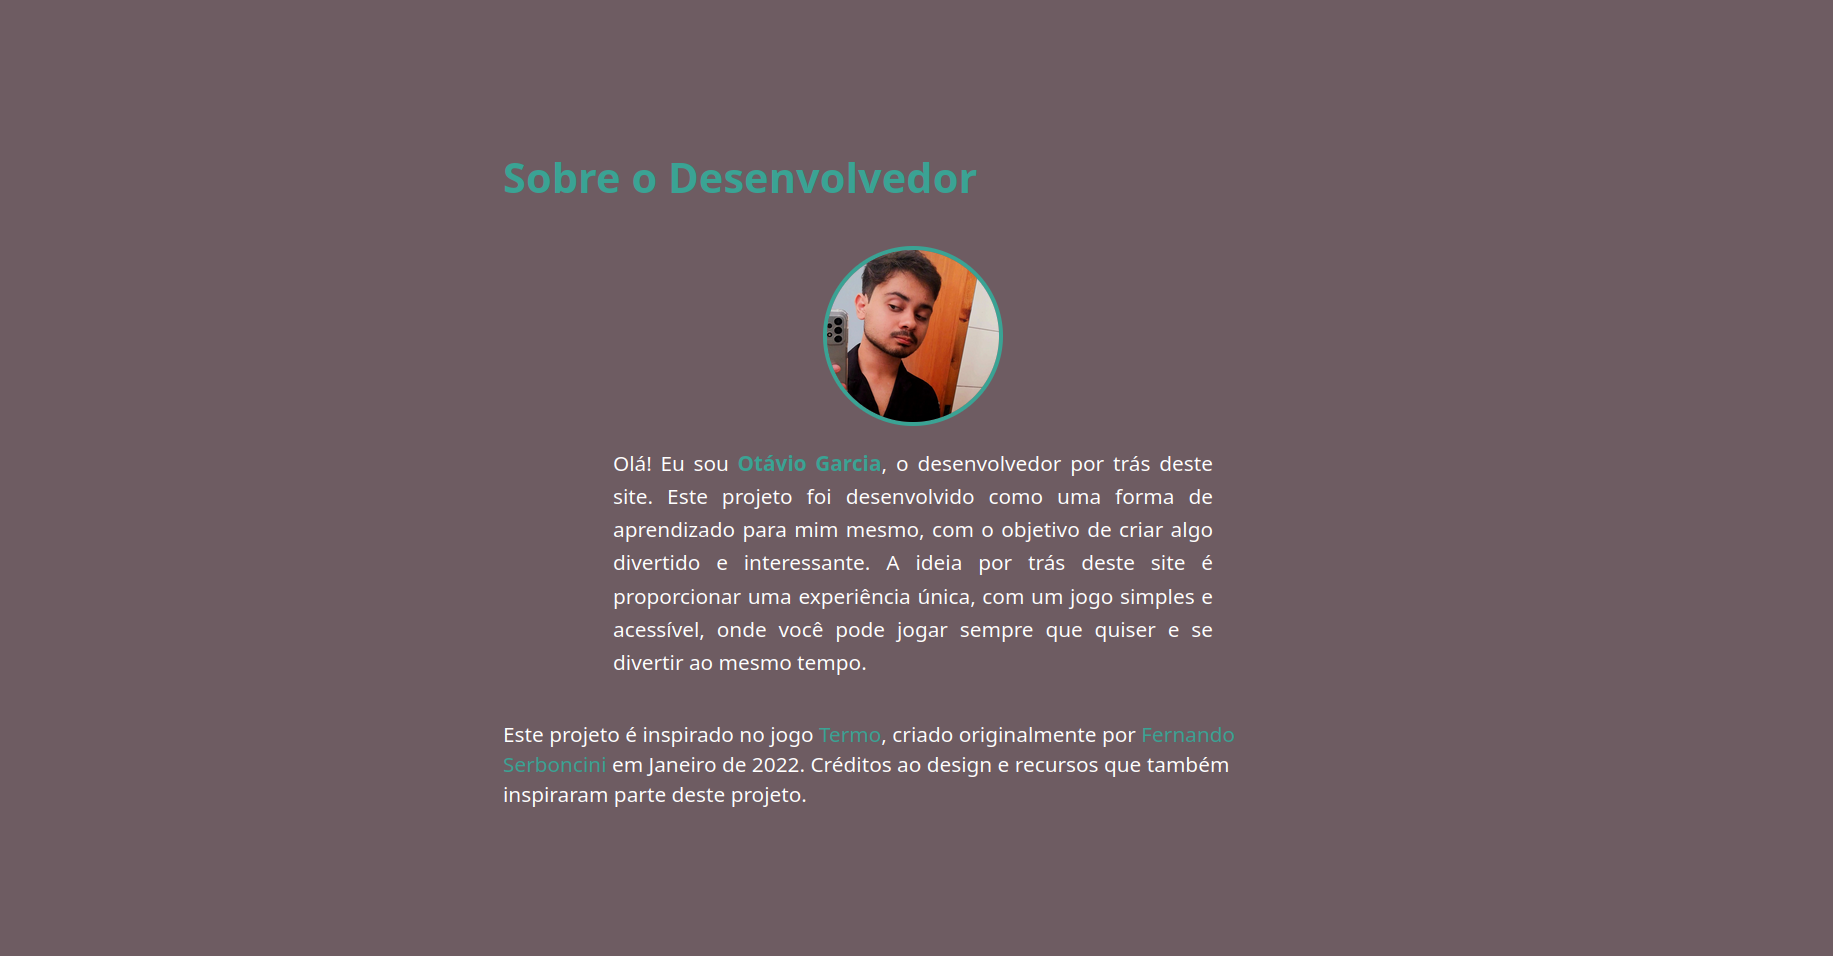 Sobre o Desenvolvedor
Olá! Eu sou Otávio Garcia, o desenvolvedor por trás deste
site. Este projeto foi desenvolvido como uma forma de
aprendizado para mim mesmo, com o objetivo de criar algo
divertido e interessante. A ideia por trás deste site é
proporcionar uma experiência única, com um jogo simples e
acessível, onde você pode jogar sempre que quiser e se
divertir ao mesmo tempo.
Este projeto é inspirado no jogo Termo, criado originalmente por Fernando
Serboncini em Janeiro de 2022. Créditos ao design e recursos que também
inspiraram parte deste projeto.